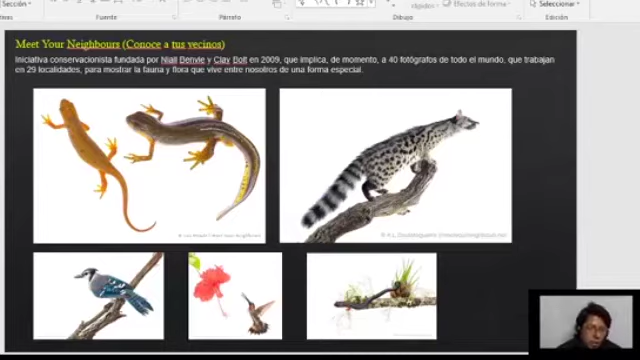 Sección
Fuente
Párrafo
Dibujo
Efectos de forma
Seleccionar
Edición
Meet Your Neighbours (Conoce a tus vecinos)
Iniciativa conservacionista fundada por Niall Benvie y Clay Bolt en 2009, que implica, de momento, a 40 fotógrafos de todo el mundo, que trabajan
en 29 localidades, para mostrar la fauna y flora que vive entre nosotros de una forma especial.